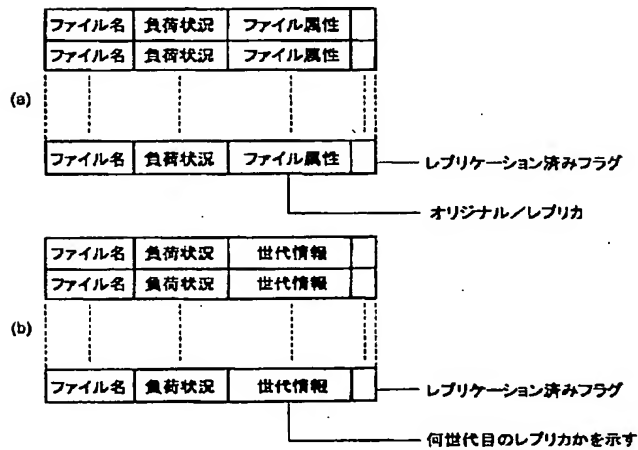 ファイル名 負荷状況 ファイル属性
ファイル名 負荷状況 ファイル属性
(a)
ファイル名 負荷状況 ファイル属性
レプリケーション済みフラグ
オリジナル/レプリカ
ファイル名 負荷状況 世代情報
ファイル名 負荷状況 世代情報
(b)
ファイル名 負荷状況 世代情報
レプリケーション済みフラグ
何世代目のレプリカかを示す